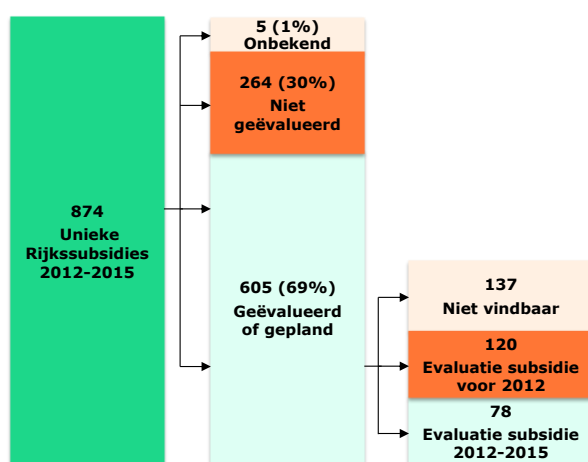 874
Unieke
Rijkssubsidies
2012-2015
5 (1%)
Onbekend
264 (30%)
Niet
geëvalueerd
605 (69%)
Geëvalueerd
of gepland
137
Niet vindbaar
120
Evaluatie subsidie
voor 2012
78
Evaluatie subsidie
2012-2015